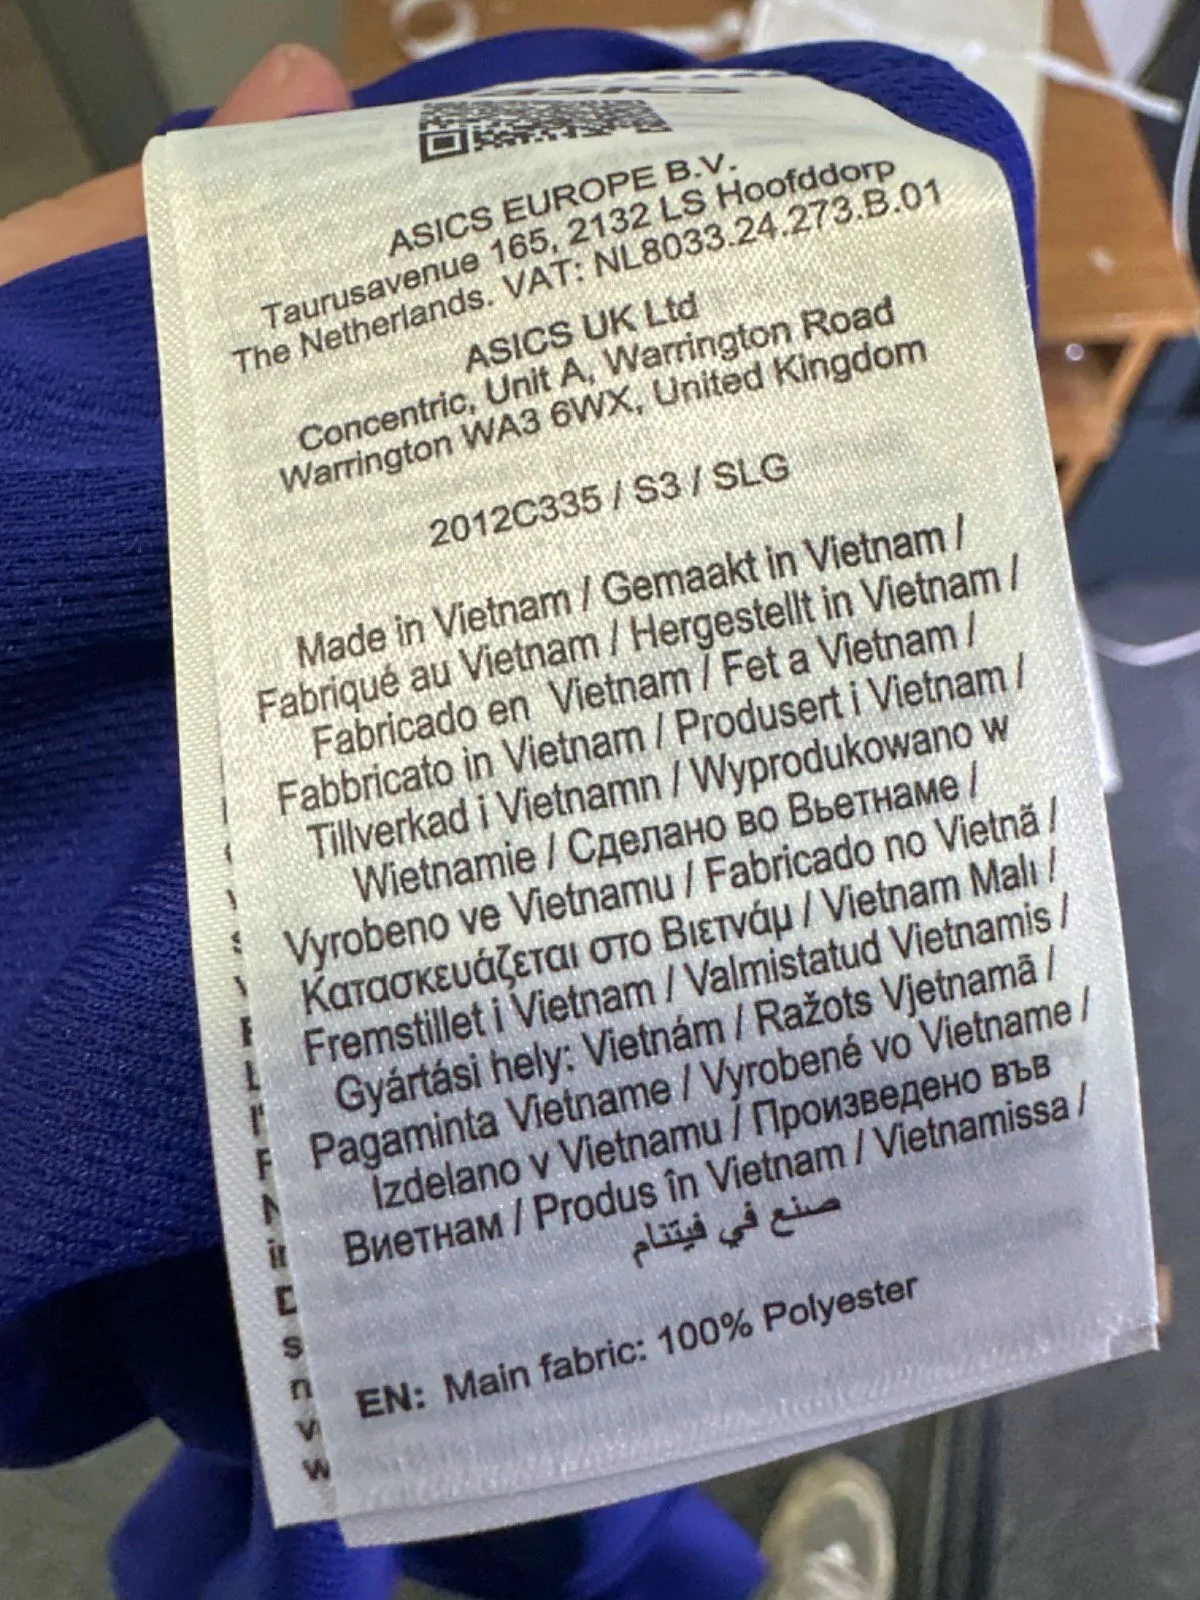 asics
ASICS EUROPE B.V.
Taurusavenue 165, 2132 LS Hoofddorp
The Netherlands. VAT: NL8033.24.273.B.01
ASICS UK Ltd
Concentric, Unit A, Warrington Road
Warrington WA3 6WX, United Kingdom
2012C335 / S3 / SLG
Made in Vietnam / Gemaakt in Vietnam /
Fabriqué au Vietnam / Hergestellt in Vietnam /
Fabricado en Vietnam / Fet a Vietnam /
Fabbricato in Vietnam / Produsert i Vietnam /
Tillverkad i Vietnamn / Wyprodukowano w
Wietnamie / Сделано во Вьетнаме /
Vyrobeno ve Vietnamu / Fabricado no Vietnã /
Κατασκευάζεται στο Βιετνάμ / Vietnam Malı /
Fremstillet i Vietnam / Valmistatud Vietnamis /
Gyártási hely: Vietnám / Ražots Vjetnamā /
Pagaminta Vietname / Vyrobené vo Vietname /
Izdelano v Vietnamu / Произведено във
Виетнам / Produs în Vietnam / Vietnamissa /
صنع في فيتنام
EN: Main fabric: 100% Polyester